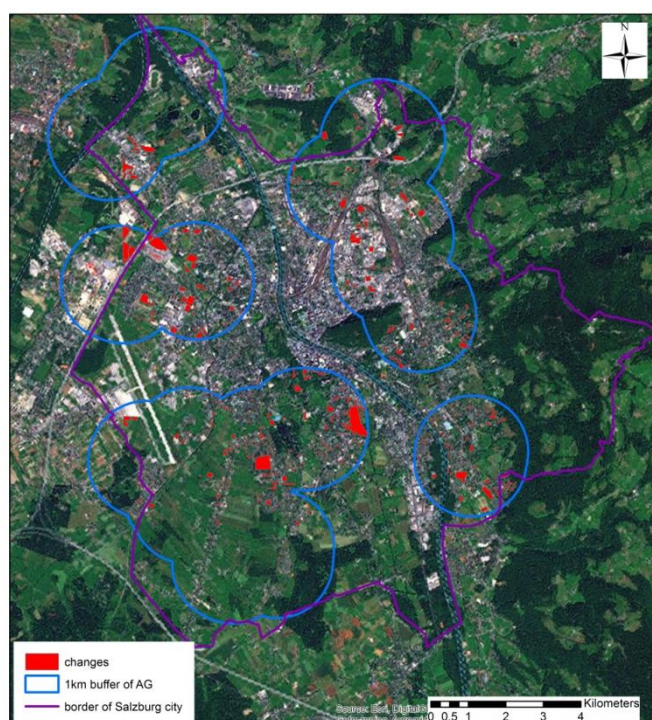 N
changes
1km buffer of AG
border of Salzburg city
Source: Esri, Digital
Kilometers
0 0.5 1 2 3 4